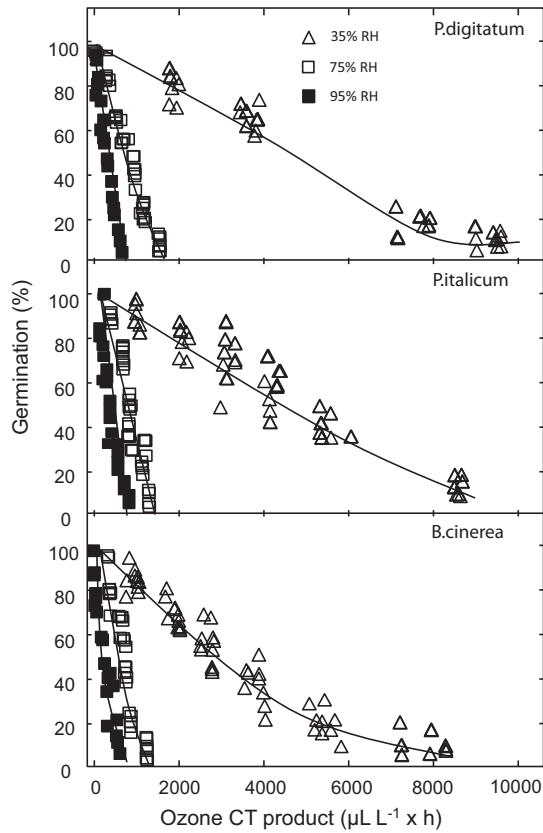 P.digitatum
35% RH
75% RH
95% RH
100
80
60
40
20
0
P.italicum
100
80
60
40
20
0
B.cinerea
100
80
60
40
20
0
Germination (%)
0 2000 4000 6000 8000 10000
Ozone CT product (µL L⁻¹ x h)